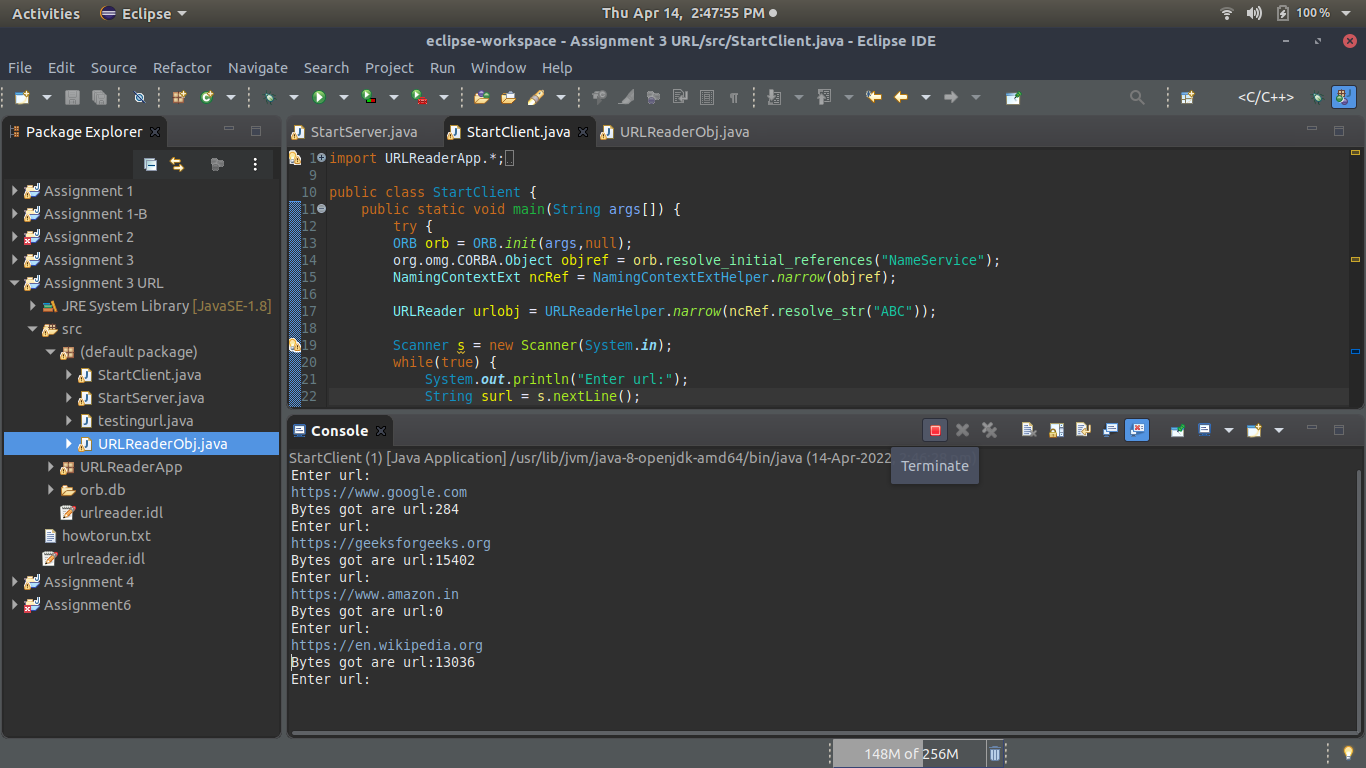 Activities Eclipse Thu Apr 14, 2:47:55 PM 100 %
eclipse-workspace - Assignment 3 URL/src/StartClient.java - Eclipse IDE
File Edit Source Refactor Navigate Search Project Run Window Help
<C/C++>
Package Explorer
Assignment 1
Assignment 1-B
Assignment 2
Assignment 3
Assignment 3 URL
JRE System Library [JavaSE-1.8]
src
(default package)
StartClient.java
StartServer.java
testingurl.java
URLReaderObj.java
URLReaderApp
orb.db
urlreader.idl
howtorun.txt
urlreader.idl
Assignment 4
Assignment6
StartServer.java StartClient.java URLReaderObj.java
1 import URLReaderApp.*;
9
10 public class StartClient {
11 public static void main(String args[]) {
12 try {
13 ORB orb = ORB.init(args,null);
14 org.omg.CORBA.Object objref = orb.resolve_initial_references("NameService");
15 NamingContextExt ncRef = NamingContextExtHelper.narrow(objref);
16
17 URLReader urlobj = URLReaderHelper.narrow(ncRef.resolve_str("ABC"));
18
19 Scanner s = new Scanner(System.in);
20 while(true) {
21 System.out.println("Enter url:");
22 String surl = s.nextLine();
Console
StartClient (1) [Java Application] /usr/lib/jvm/java-8-openjdk-amd64/bin/java (14-Apr-2022
Terminate
Enter url:
https://www.google.com
Bytes got are url:284
Enter url:
https://geeksforgeeks.org
Bytes got are url:15402
Enter url:
https://www.amazon.in
Bytes got are url:0
Enter url:
https://en.wikipedia.org
Bytes got are url:13036
Enter url:
148M of 256M